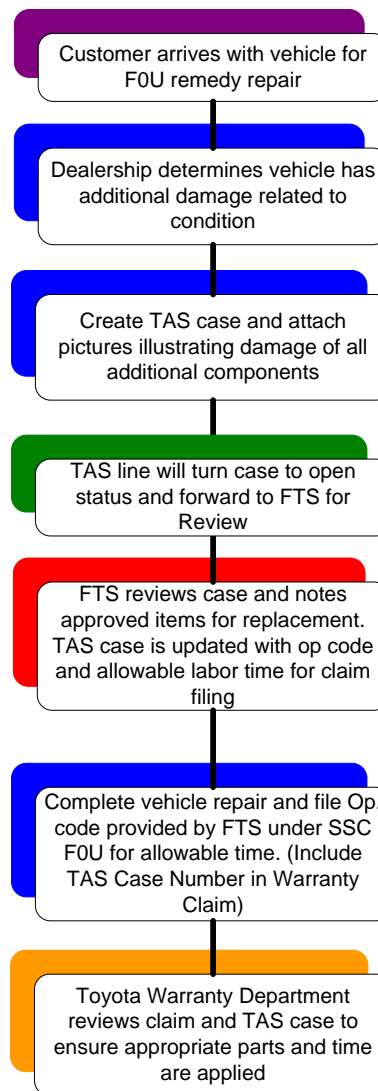 Customer arrives with vehicle for
F0U remedy repair
Dealership determines vehicle has
additional damage related to
condition
Create TAS case and attach
pictures illustrating damage of all
additional components
TAS line will turn case to open
status and forward to FTS for
Review
FTS reviews case and notes
approved items for replacement.
TAS case is updated with op code
and allowable labor time for claim
filing
Complete vehicle repair and file Op.
code provided by FTS under SSC
F0U for allowable time. (Include
TAS Case Number in Warranty
Claim)
Toyota Warranty Department
reviews claim and TAS case to
ensure appropriate parts and time
are applied